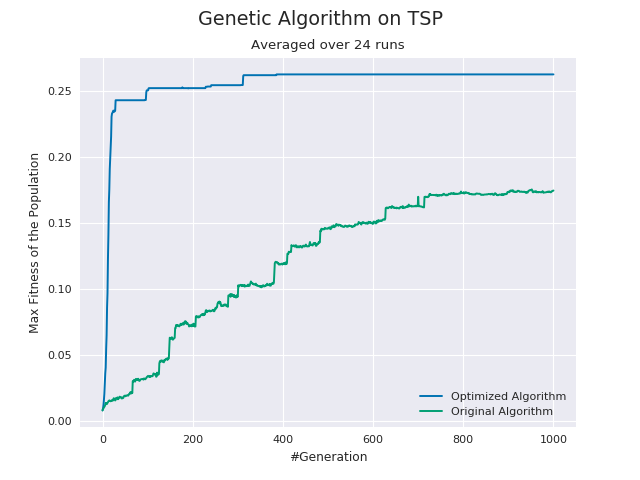 Genetic Algorithm on TSP
Averaged over 24 runs
Max Fitness of the Population
0.25
0.20
0.15
0.10
0.05
0.00
0
200
400
600
800
1000
#Generation
Optimized Algorithm
Original Algorithm